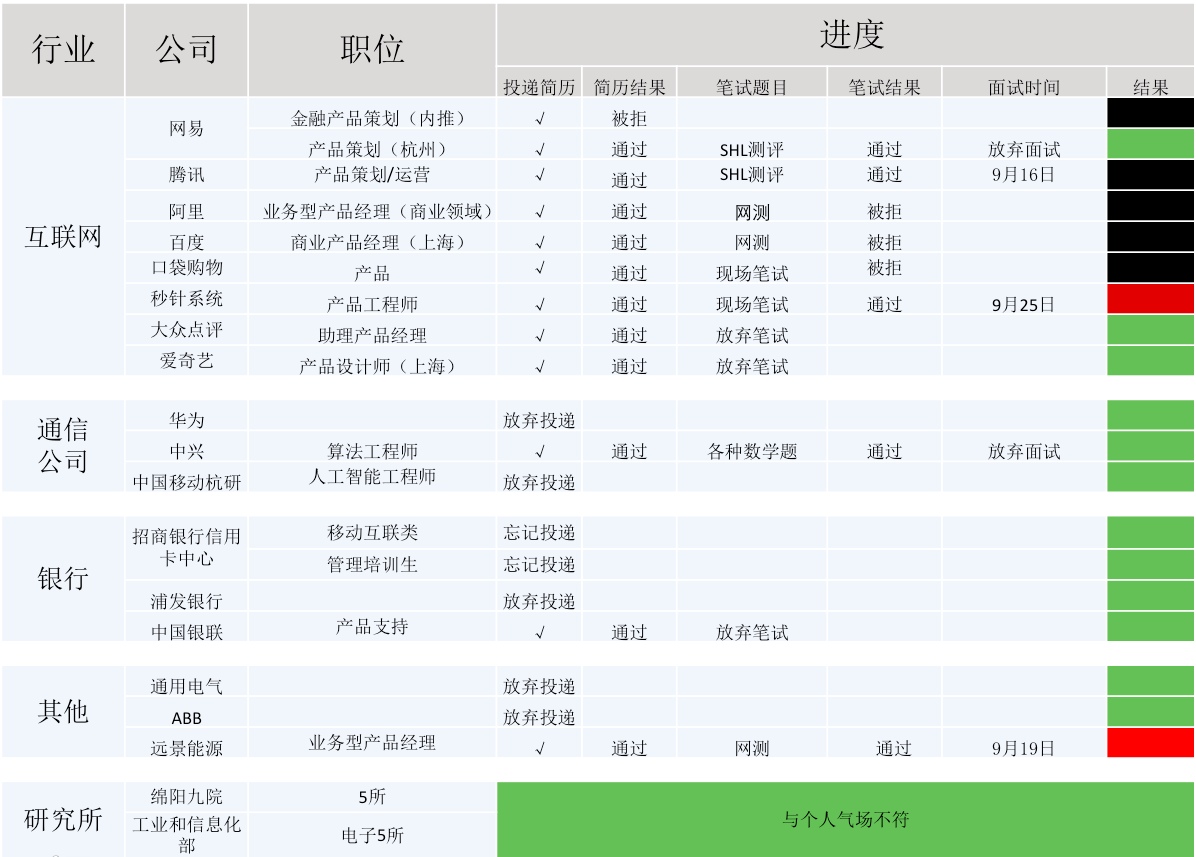 行业 公司 职位 进度
投递简历 简历结果 笔试题目 笔试结果 面试时间 结果
互联网
网易 金融产品策划（内推） √ 被拒
产品策划（杭州） √ 通过 SHL测评 通过 放弃面试
腾讯 产品策划/运营 √ 通过 SHL测评 通过 9月16日
阿里 业务型产品经理（商业领域） √ 通过 网测 被拒
百度 商业产品经理（上海） √ 通过 网测 被拒
口袋购物 产品 √ 通过 现场笔试 被拒
秒针系统 产品工程师 √ 通过 现场笔试 通过 9月25日
大众点评 助理产品经理 √ 通过 放弃笔试
爱奇艺 产品设计师（上海） √ 通过 放弃笔试
通信
公司
华为 放弃投递
中兴 算法工程师 √ 通过 各种数学题 通过 放弃面试
中国移动杭研 人工智能工程师 放弃投递
银行
招商银行信用
卡中心
移动互联类 忘记投递
管理培训生 忘记投递
浦发银行 放弃投递
中国银联 产品支持 √ 通过 放弃笔试
其他
通用电气 放弃投递
ABB 放弃投递
远景能源 业务型产品经理 √ 通过 网测 通过 9月19日
研究所
绵阳九院 5所
工业和信息化
部
电子5所
与个人气场不符